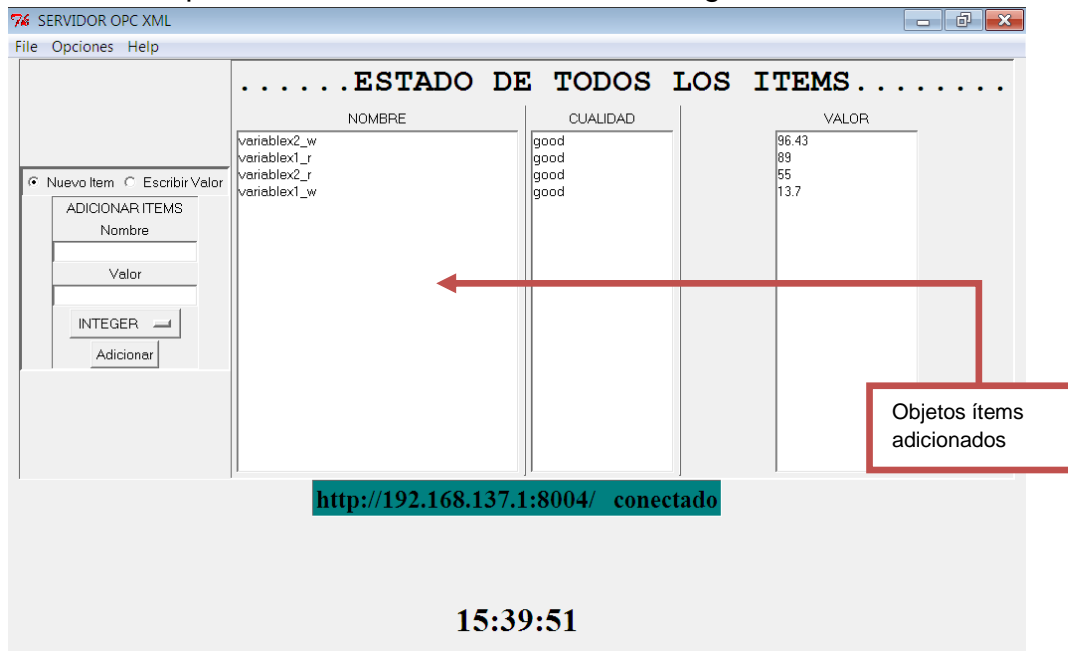 SERVIDOR OPC XML
File Opciones Help
......ESTADO DE TODOS LOS ITEMS........
NOMBRE CUALIDAD VALOR
variablex2_w good 96.43
variablex1_r good 89
variablex2_r good 55
variablex1_w good 13.7
Nuevo Item Escribir Valor
ADICIONAR ITEMS
Nombre
Valor
INTEGER
Adicionar
Objetos ítems
adicionados
http://192.168.137.1:8004/ conectado
15:39:51